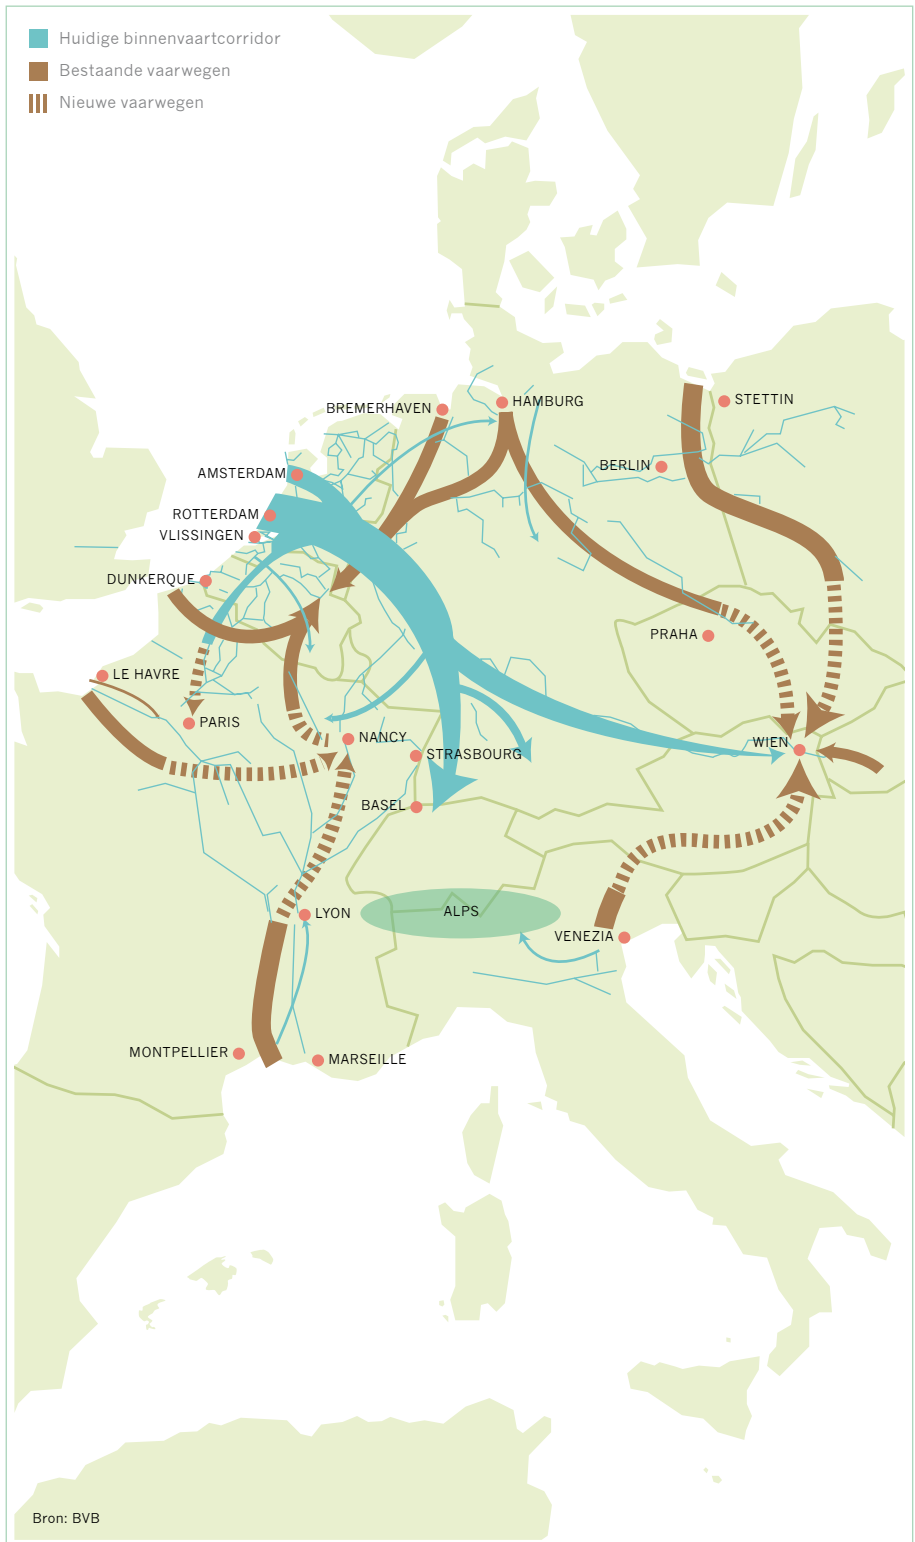 Huidige binnenvaartcorridor
Bestaande vaarwegen
Nieuwe vaarwegen
STETTIN
HAMBURG
BREMERHAVEN
BERLIN
AMSTERDAM
ROTTERDAM
VLISSINGEN
DUNKERQUE
PRAHA
LE HAVRE
PARIS
NANCY
WIEN
STRASBOURG
BASEL
ALPS
LYON
VENEZIA
MONTPELLIER
MARSEILLE
Bron: BVB